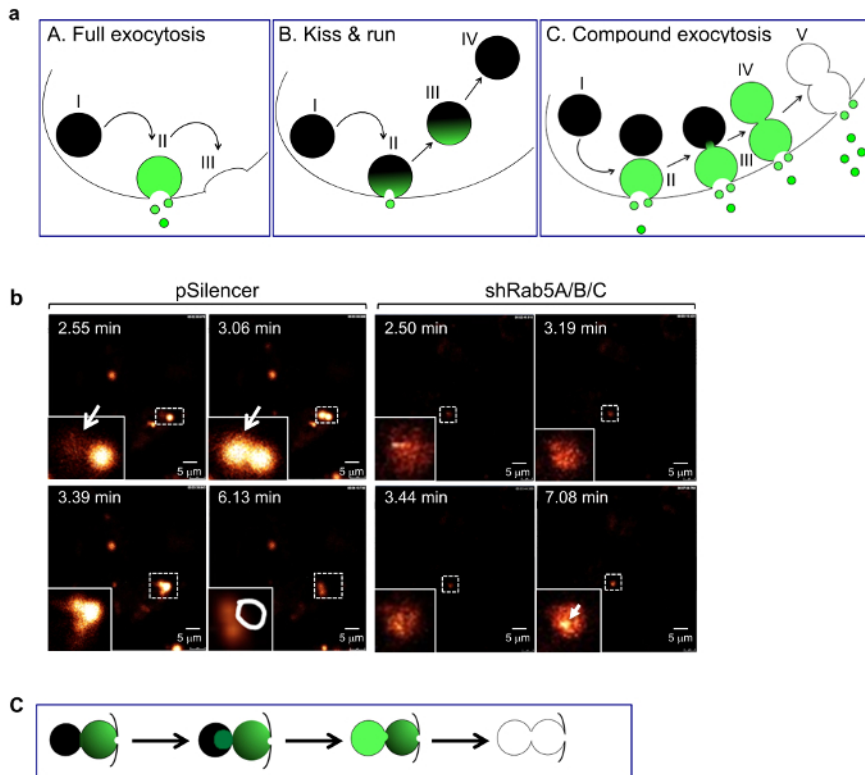 a
A. Full exocytosis
I
II
III
B. Kiss & run
I
II
III
IV
C. Compound exocytosis
I
II
III
IV
V
b
pSilencer
shRab5A/B/C
2.55 min
5 µm
3.06 min
5 µm
2.50 min
5 µm
3.19 min
5 µm
3.39 min
5 µm
6.13 min
5 µm
3.44 min
5 µm
7.08 min
5 µm
C